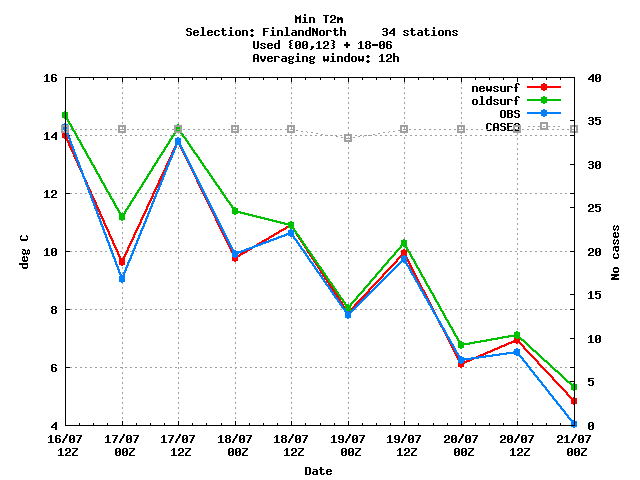 Min T2m
Selection: FinlandNorth 34 stations
Used {00,12} + 18-06
Averaging window: 12h
16 40
newsurf
oldsurf
OBS
CASES
14 35
12 30
10 25
8 20
6 15
4 10
5
0
deg C
No cases
16/07 17/07 17/07 18/07 18/07 19/07 19/07 20/07 20/07 21/07
12Z 00Z 12Z 00Z 12Z 00Z 12Z 00Z 12Z 00Z
Date